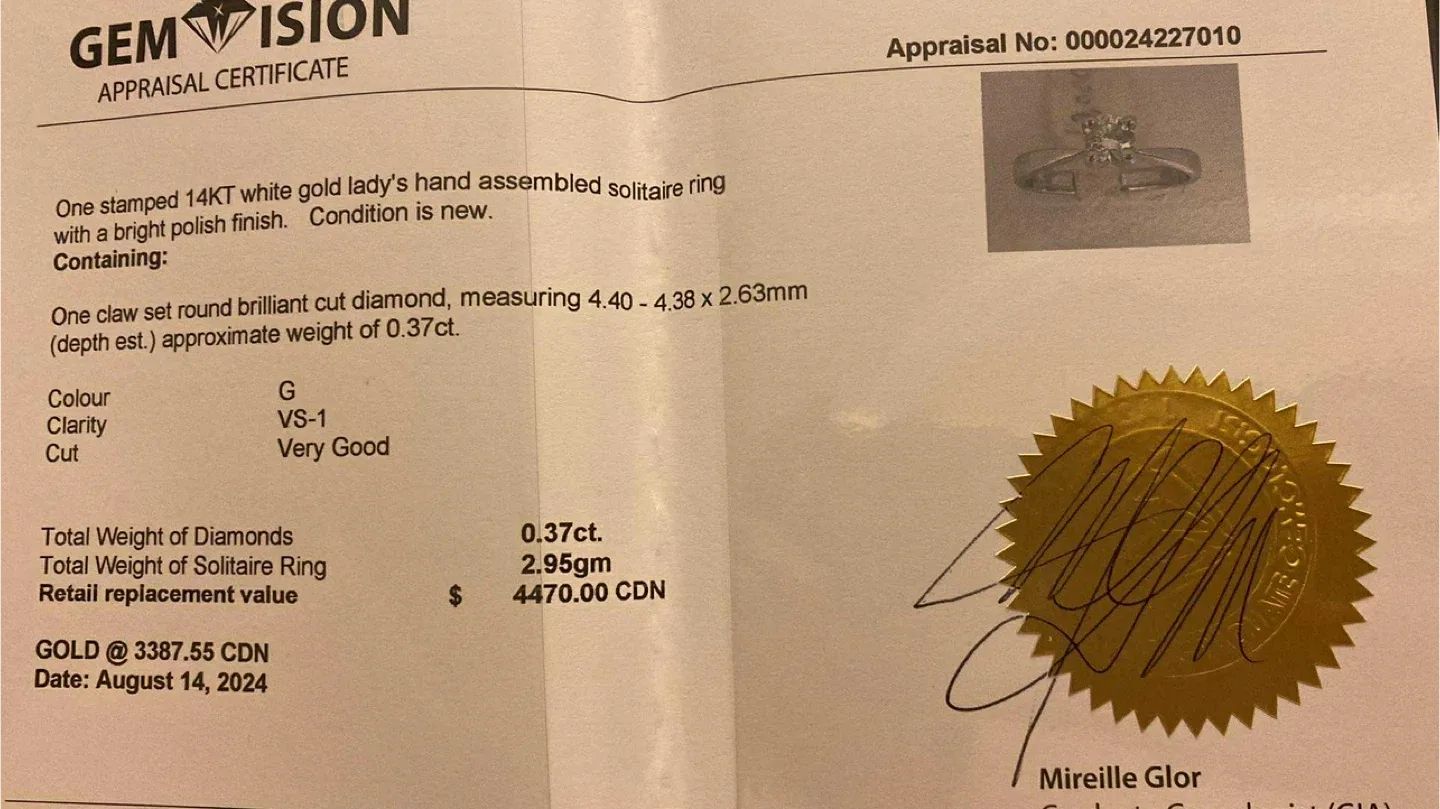 GEM VISION
APPRAISAL CERTIFICATE
Appraisal No: 000024227010
One stamped 14KT white gold lady's hand assembled solitaire ring
with a bright polish finish. Condition is new.
Containing:
One claw set round brilliant cut diamond, measuring 4.40 - 4.38 x 2.63mm
(depth est.) approximate weight of 0.37ct.
Colour G
Clarity VS-1
Cut Very Good
Total Weight of Diamonds 0.37ct.
Total Weight of Solitaire Ring 2.95gm
Retail replacement value $ 4470.00 CDN
GOLD @ 3387.55 CDN
Date: August 14, 2024
Mireille Glor